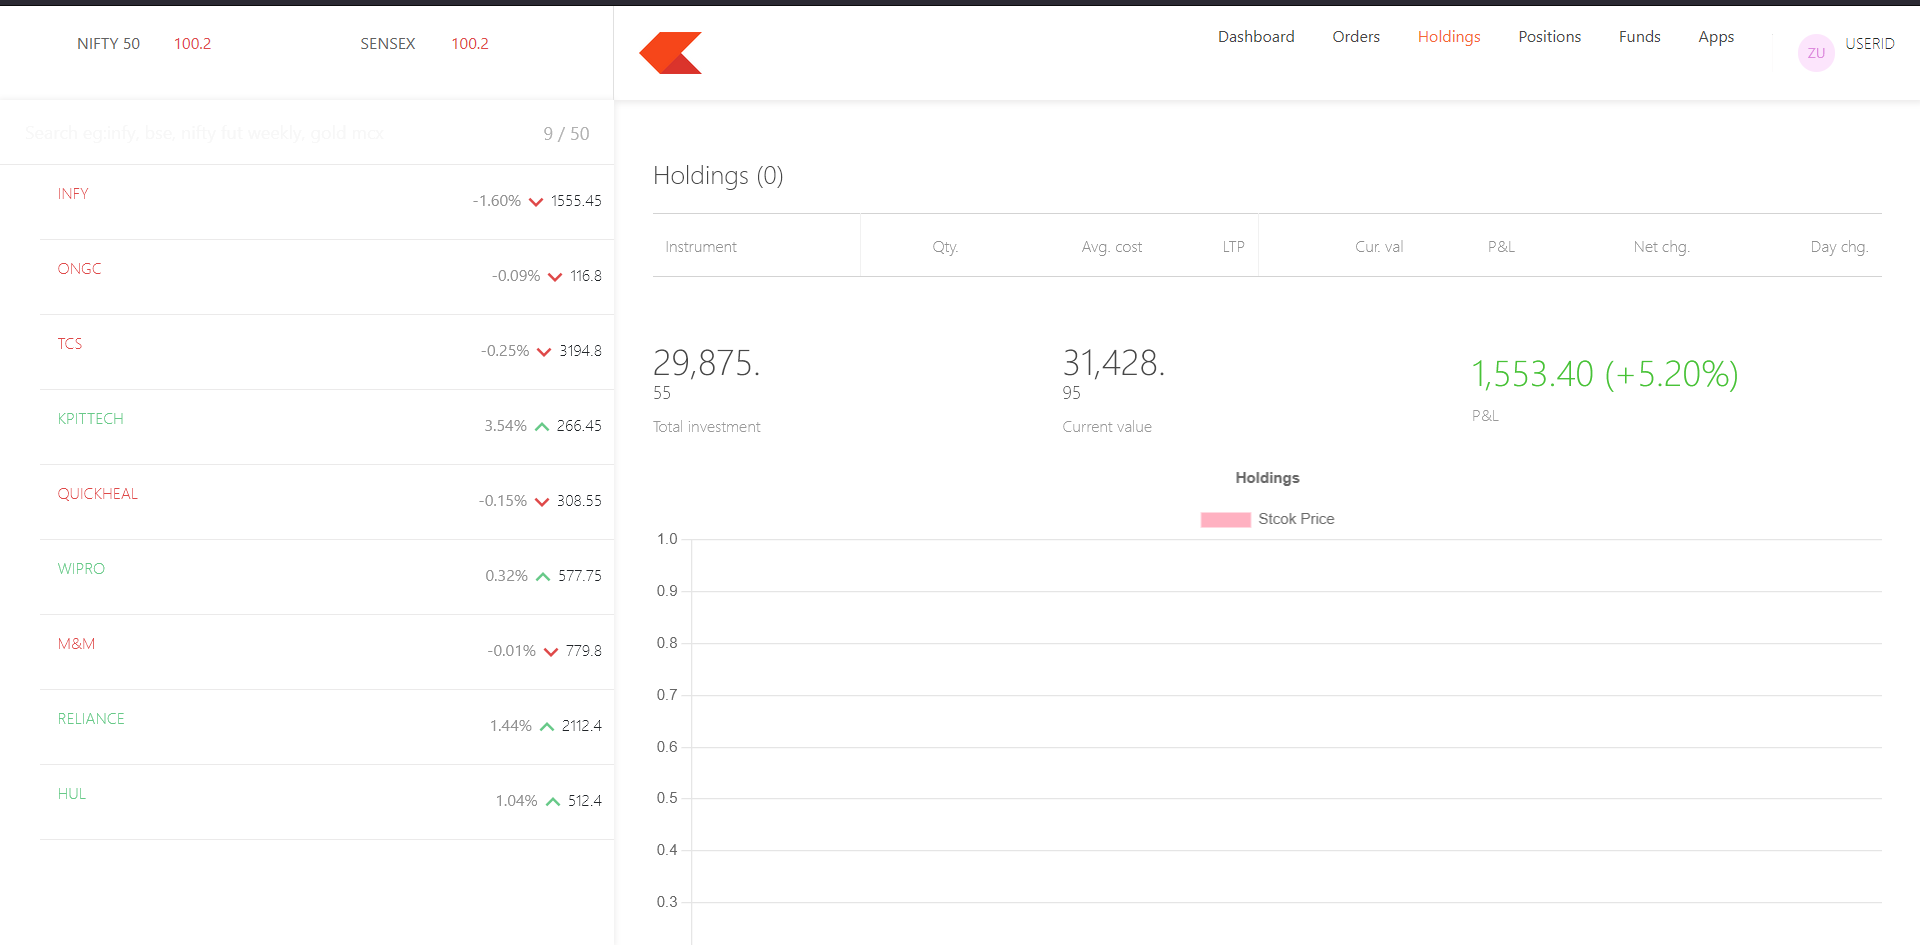 NIFTY 50 100.2 SENSEX 100.2
Dashboard Orders Holdings Positions Funds Apps ZU USERID
Search eg:infy, bse, nifty fut weekly, gold mcx 9 / 50
INFY -1.60% 1555.45
ONGC -0.09% 116.8
TCS -0.25% 3194.8
KPITTECH 3.54% 266.45
QUICKHEAL -0.15% 308.55
WIPRO 0.32% 577.75
M&M -0.01% 779.8
RELIANCE 1.44% 2112.4
HUL 1.04% 512.4
Holdings (0)
Instrument Qty. Avg. cost LTP Cur. val P&L Net chg. Day chg.
29,875.
55
Total investment
31,428.
95
Current value
1,553.40 (+5.20%)
P&L
Holdings
Stcok Price
1.0
0.9
0.8
0.7
0.6
0.5
0.4
0.3